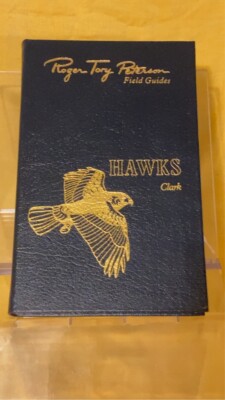 Roger Tory Peterson
Field Guides
HAWKS
Clark